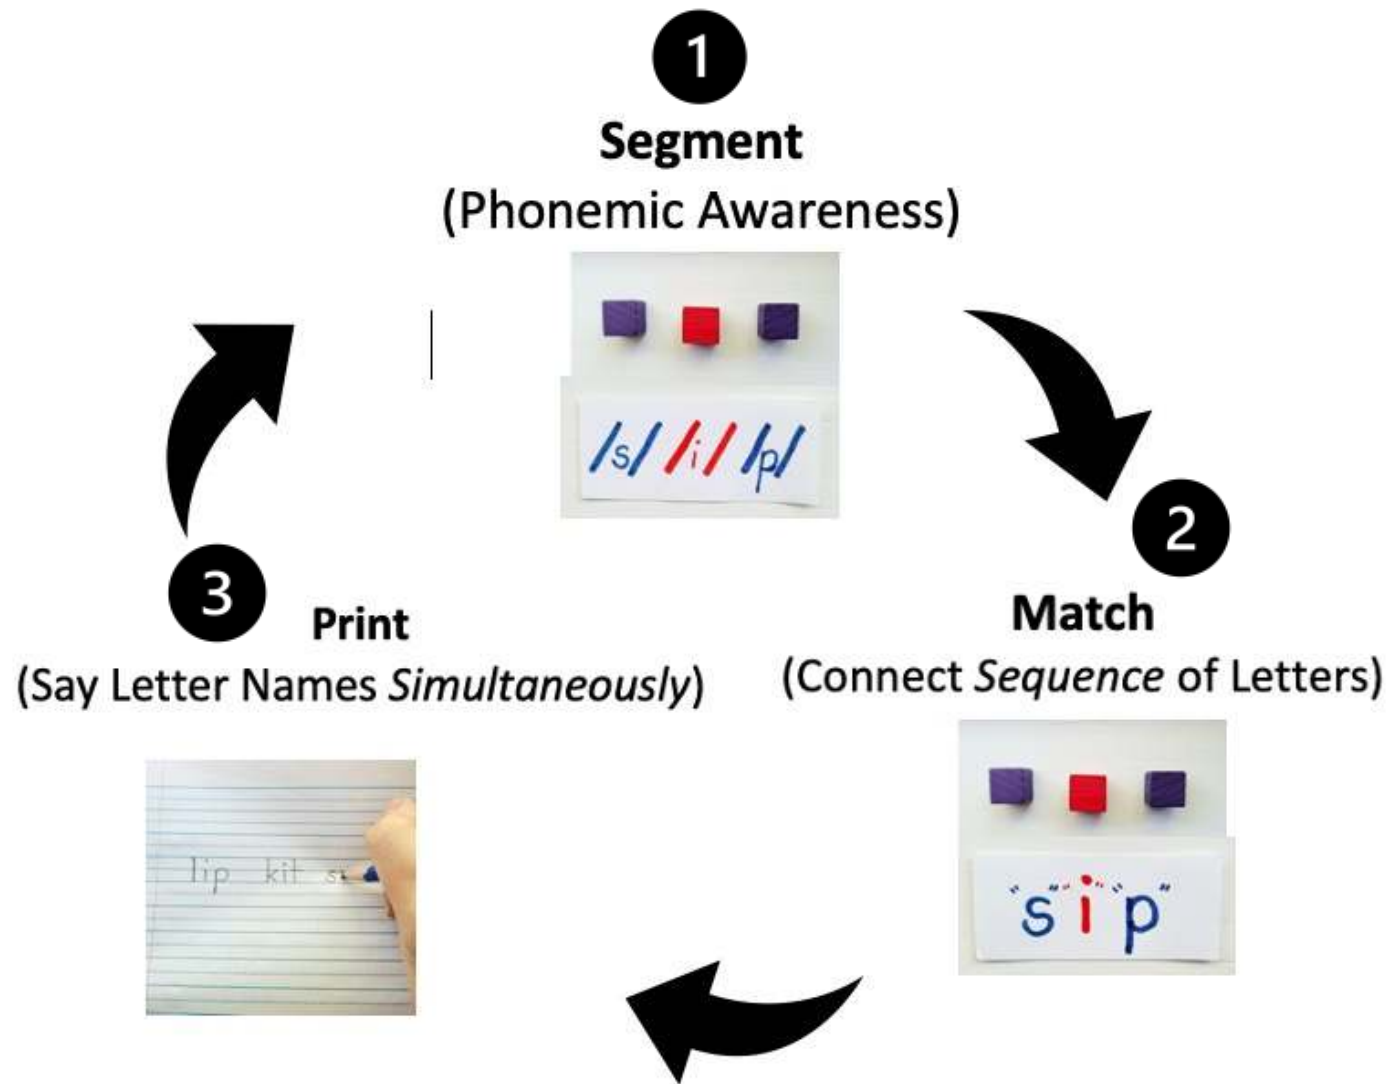 1
Segment
(Phonemic Awareness)
/s/ /i/ /p/
2
Match
(Connect Sequence of Letters)
"s" "i" "p"
3
Print
(Say Letter Names Simultaneously)
lip kit s